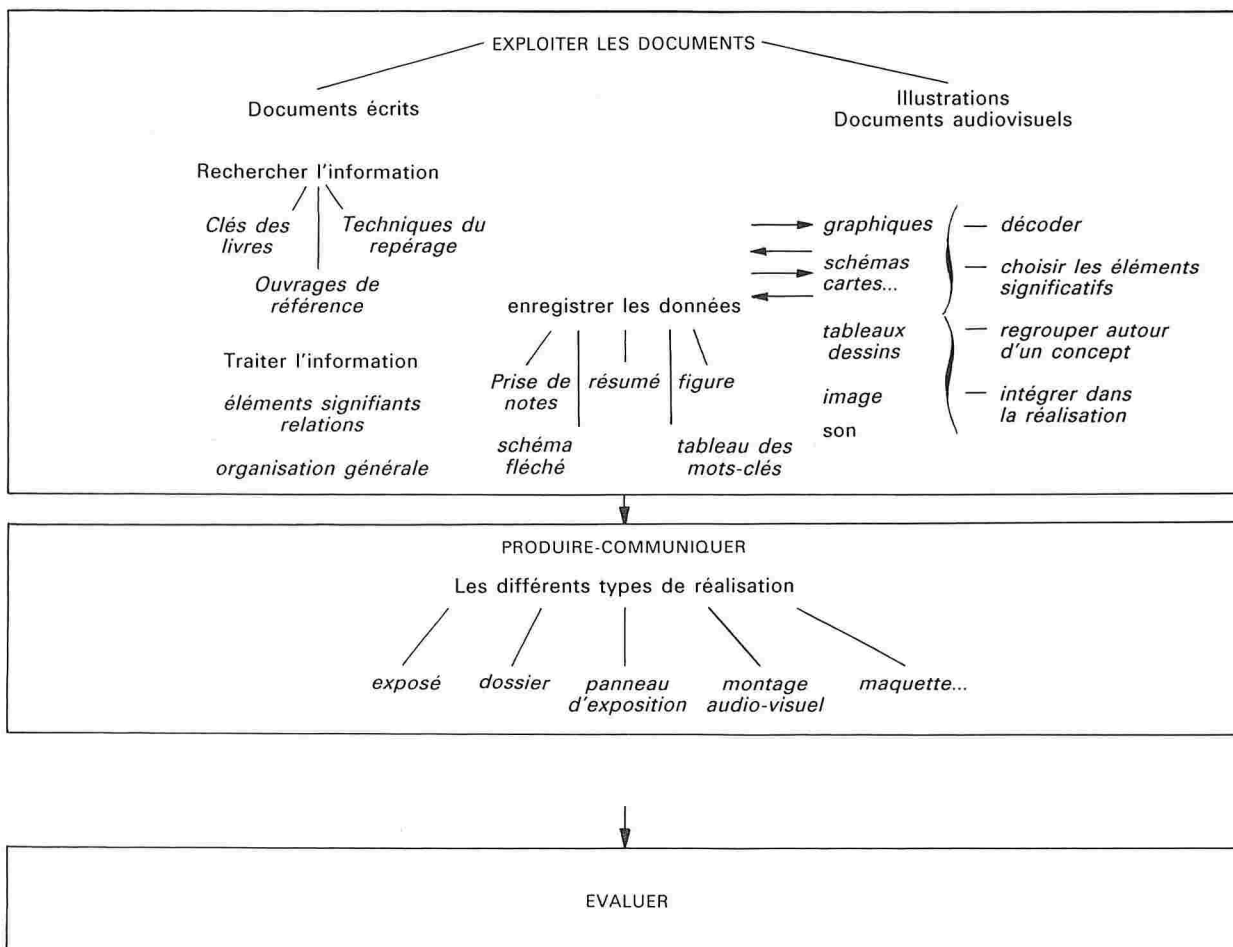 EXPLOITER LES DOCUMENTS
Documents écrits
Rechercher l'information
Clés des
livres
Techniques du
repérage
Ouvrages de
référence
Traiter l'information
éléments signifiants
relations
organisation générale
enregistrer les données
Prise de
notes
résumé
figure
schéma
fléché
tableau des
mots-clés
Illustrations
Documents audiovisuels
graphiques
schémas
cartes...
tableaux
dessins
image
son
— décoder
— choisir les éléments
significatifs
— regrouper autour
d'un concept
— intégrer dans
la réalisation
PRODUIRE-COMMUNIQUER
Les différents types de réalisation
exposé
dossier
panneau
d'exposition
montage
audio-visuel
maquette...
EVALUER